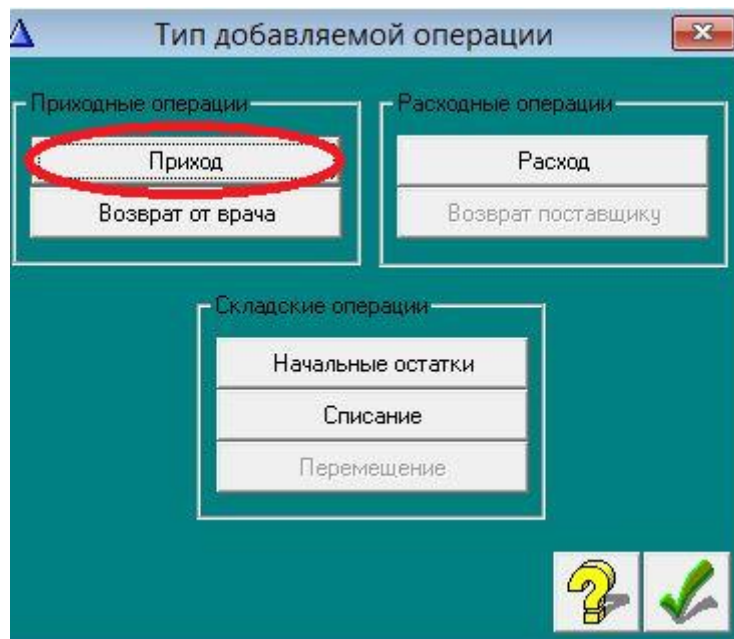 Тип добавляемой операции
Приходные операции
Приход
Возврат от врача
Расходные операции
Расход
Возврат поставщику
Складские операции
Начальные остатки
Списание
Перемещение